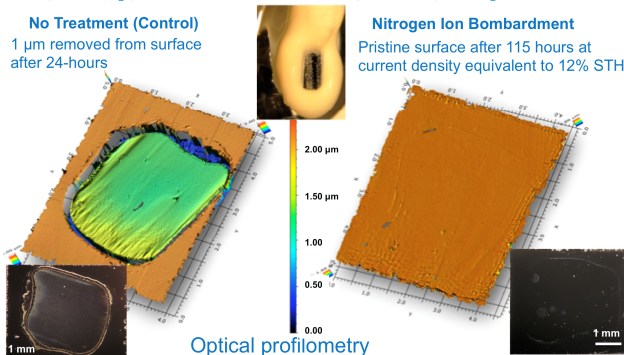 No Treatment (Control)
1 µm removed from surface
after 24-hours
Nitrogen Ion Bombardment
Pristine surface after 115 hours at
current density equivalent to 12% STH
2.00 µm
1.50 µm
1.00
0.50
0.00
1 mm
1 mm
Optical profilometry